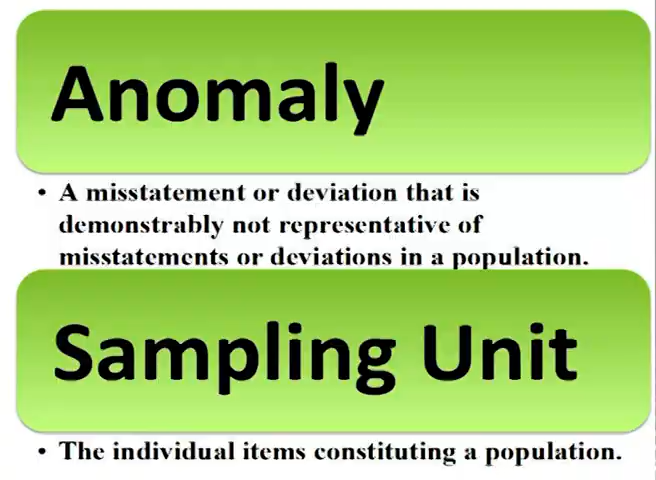 Anomaly
• A misstatement or deviation that is
demonstrably not representative of
misstatements or deviations in a population.
Sampling Unit
• The individual items constituting a population.